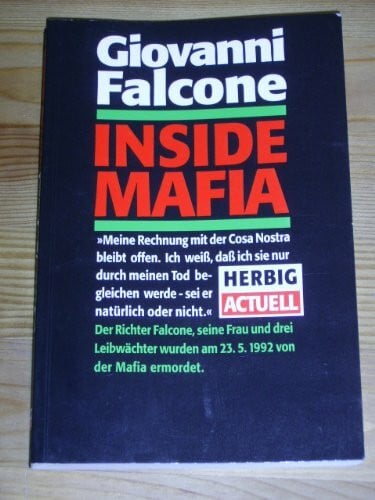 Giovanni
Falcone
INSIDE
MAFIA
»Meine Rechnung mit der Cosa Nostra
bleibt offen. Ich weiß, daß ich sie nur
durch meinen Tod be-
gleichen werde - sei er
natürlich oder nicht.«
HERBIG
ACTUELL
Der Richter Falcone, seine Frau und drei
Leibwächter wurden am 23. 5. 1992 von
der Mafia ermordet.